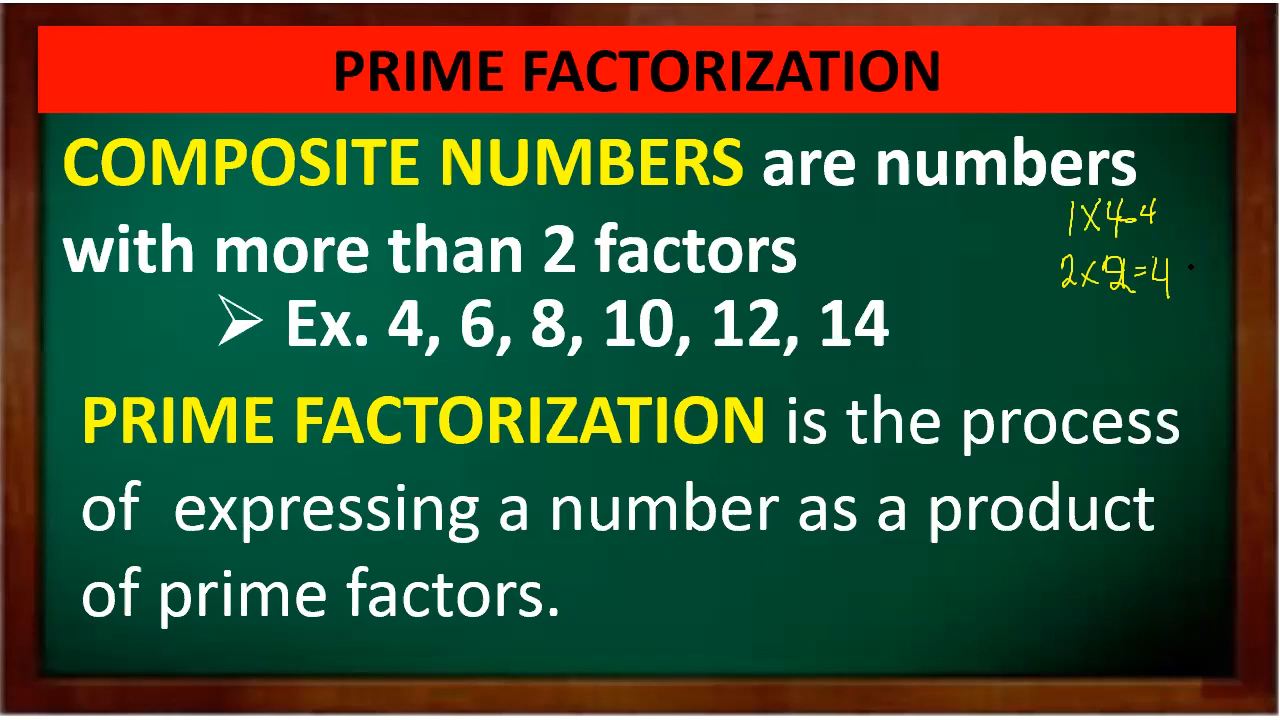 PRIME FACTORIZATION
COMPOSITE NUMBERS are numbers
with more than 2 factors
1x4=4
2x2=4
➢ Ex. 4, 6, 8, 10, 12, 14
PRIME FACTORIZATION is the process
of expressing a number as a product
of prime factors.